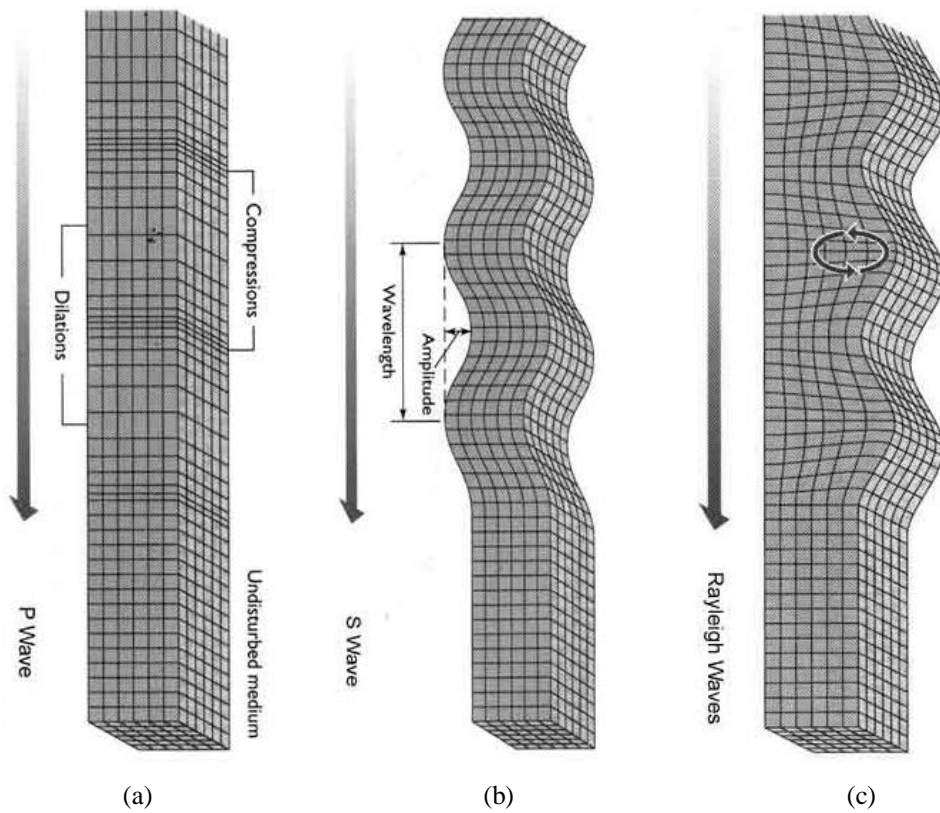 Compressions
Dilations
Undisturbed medium
P Wave
Wavelength
Amplitude
S Wave
Rayleigh Waves
(a)
(b)
(c)